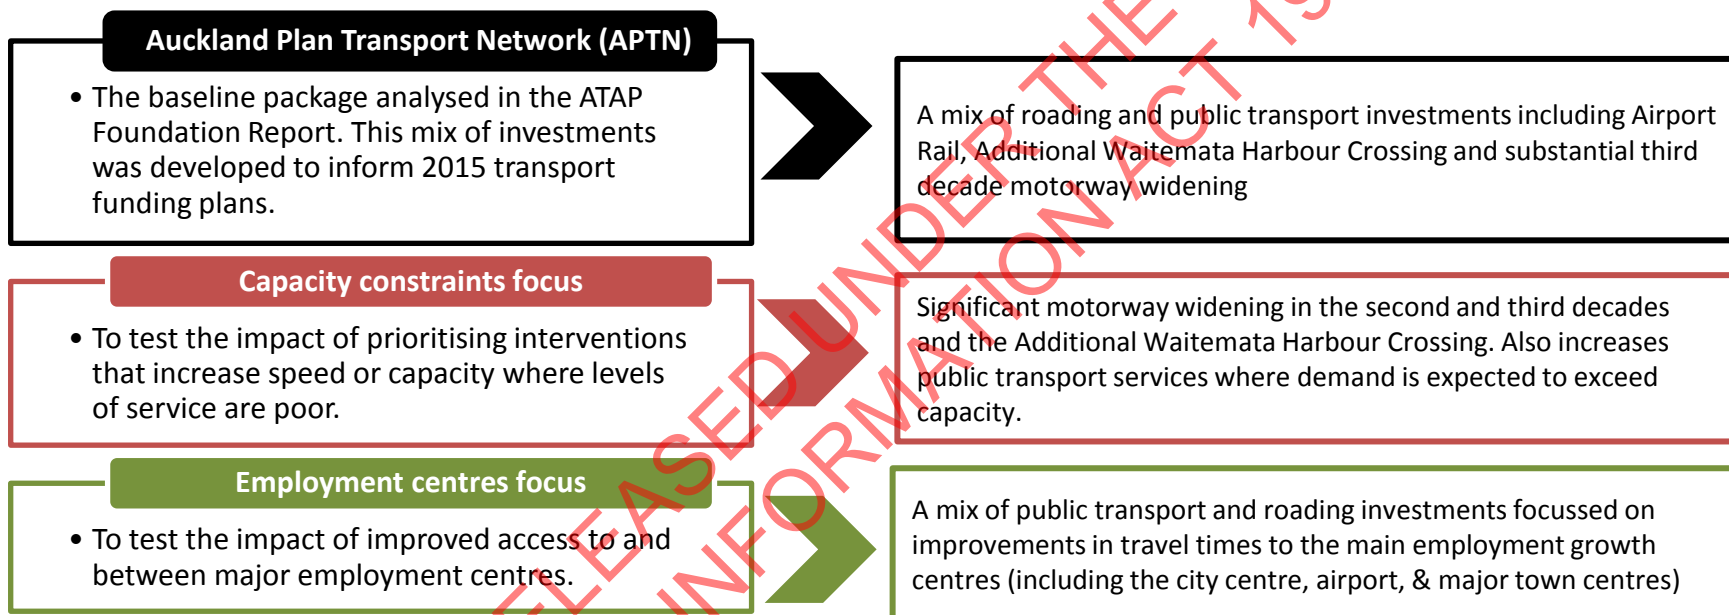 Auckland Plan Transport Network (APTN)
• The baseline package analysed in the ATAP
Foundation Report. This mix of investments
was developed to inform 2015 transport
funding plans.
A mix of roading and public transport investments including Airport
Rail, Additional Waitemata Harbour Crossing and substantial third
decade motorway widening
Capacity constraints focus
• To test the impact of prioritising interventions
that increase speed or capacity where levels
of service are poor.
Significant motorway widening in the second and third decades
and the Additional Waitemata Harbour Crossing. Also increases
public transport services where demand is expected to exceed
capacity.
Employment centres focus
• To test the impact of improved access to and
between major employment centres.
A mix of public transport and roading investments focussed on
improvements in travel times to the main employment growth
centres (including the city centre, airport, & major town centres)
UNDER THE
INFORMATION ACT